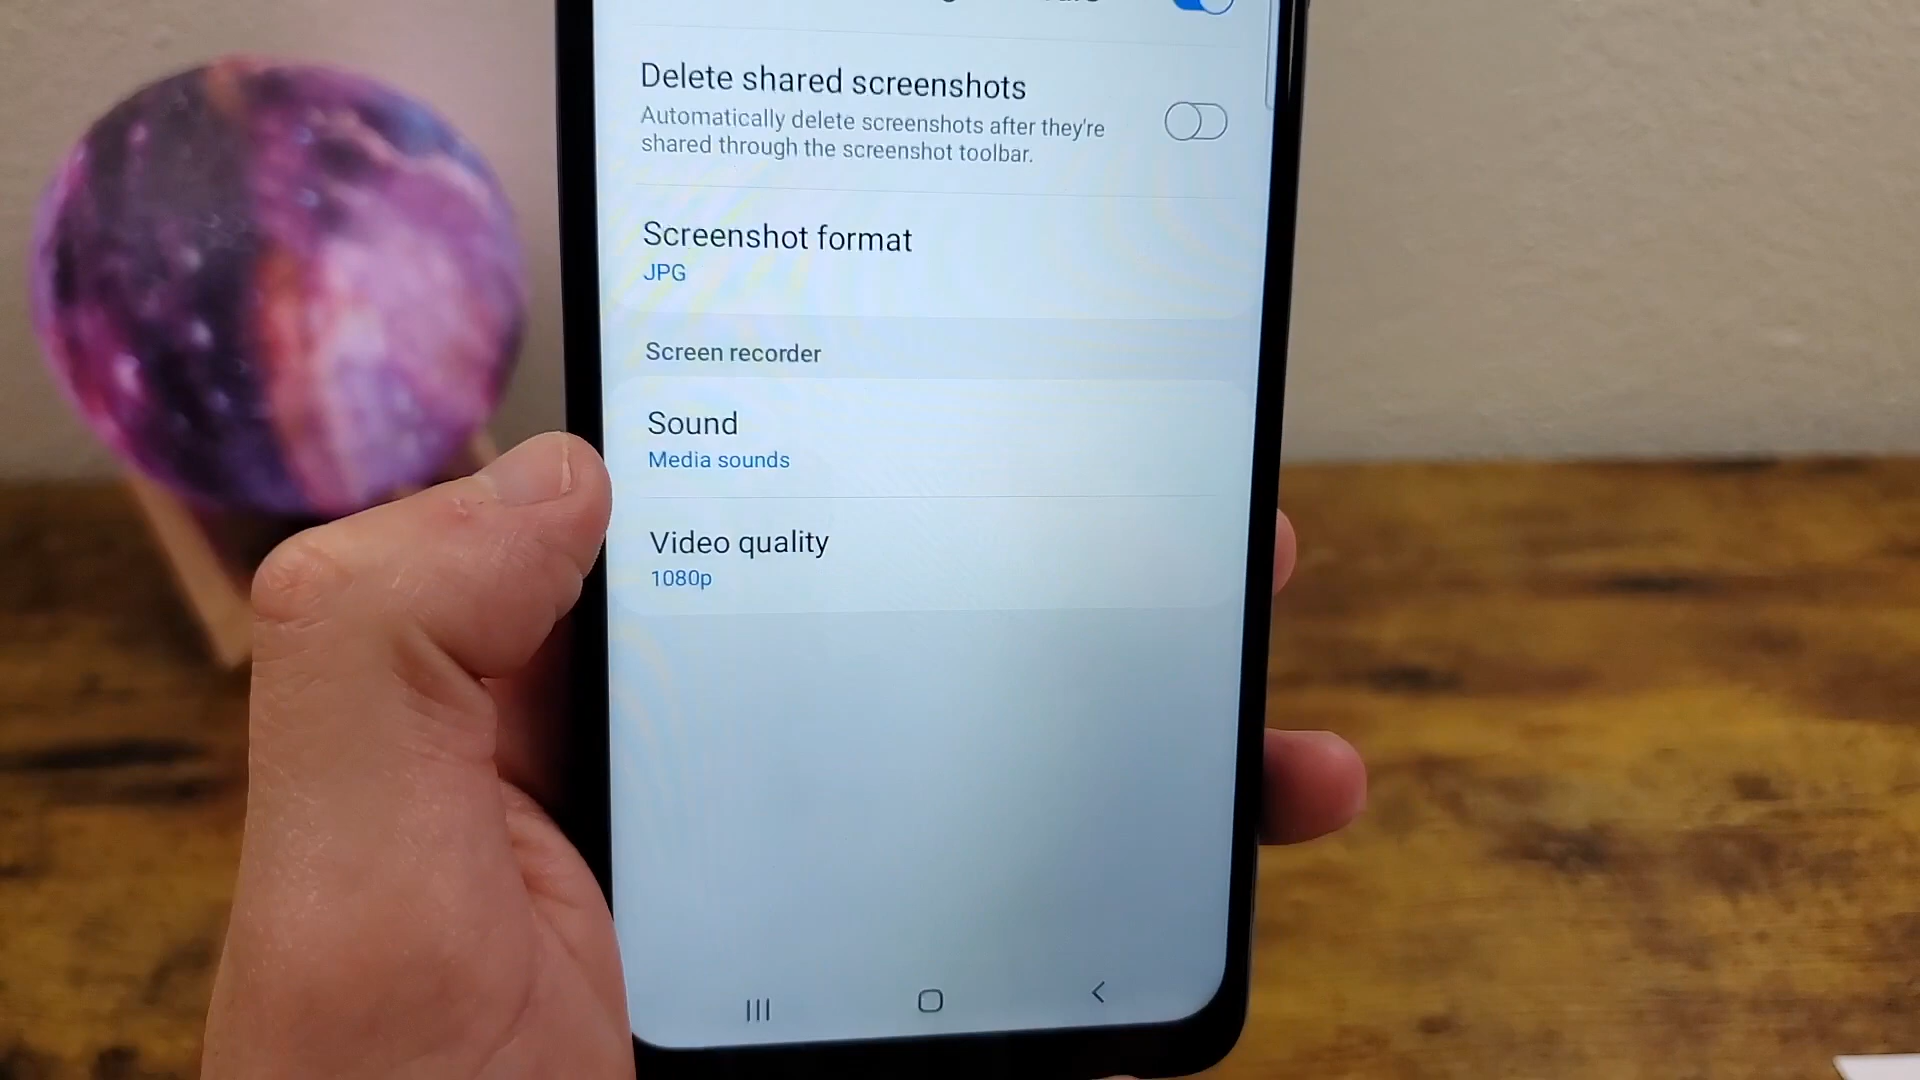 Delete shared screenshots
Automatically delete screenshots after they're
shared through the screenshot toolbar.
Screenshot format
JPG
Screen recorder
Sound
Media sounds
Video quality
1080p